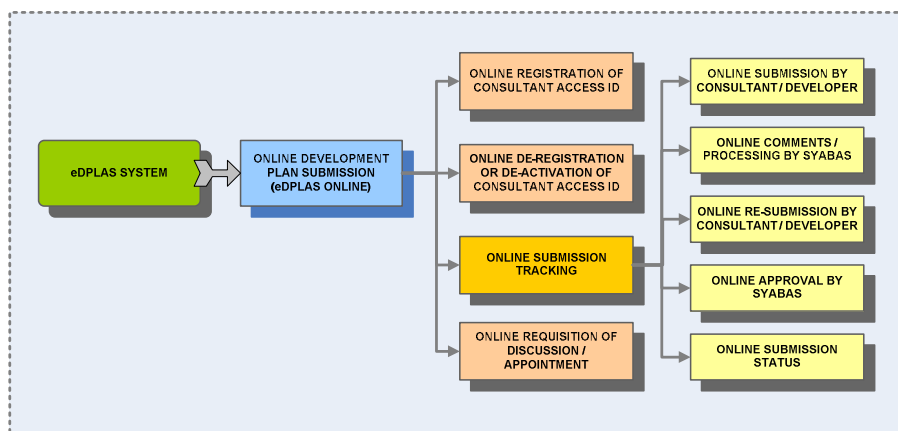 eDPLAS SYSTEM
ONLINE DEVELOPMENT
PLAN SUBMISSION
(eDPLAS ONLINE)
ONLINE REGISTRATION OF
CONSULTANT ACCESS ID
ONLINE DE-REGISTRATION
OR DE-ACTIVATION OF
CONSULTANT ACCESS ID
ONLINE SUBMISSION
TRACKING
ONLINE REQUISITION OF
DISCUSSION /
APPOINTMENT
ONLINE SUBMISSION BY
CONSULTANT / DEVELOPER
ONLINE COMMENTS /
PROCESSING BY SYABAS
ONLINE RE-SUBMISSION BY
CONSULTANT / DEVELOPER
ONLINE APPROVAL BY
SYABAS
ONLINE SUBMISSION
STATUS